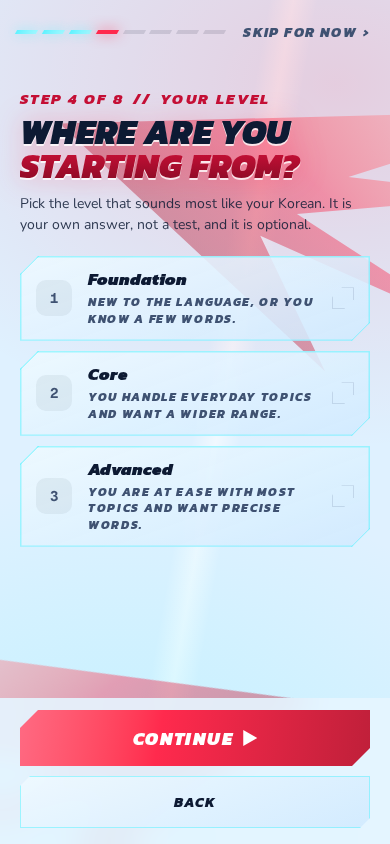 SKIP FOR NOW >
STEP 4 OF 8 // YOUR LEVEL
WHERE ARE YOU
STARTING FROM?
Pick the level that sounds most like your Korean. It is
your own answer, not a test, and it is optional.
1
Foundation
NEW TO THE LANGUAGE, OR YOU
KNOW A FEW WORDS.
2
Core
YOU HANDLE EVERYDAY TOPICS
AND WANT A WIDER RANGE.
3
Advanced
YOU ARE AT EASE WITH MOST
TOPICS AND WANT PRECISE
WORDS.
CONTINUE ▶
BACK